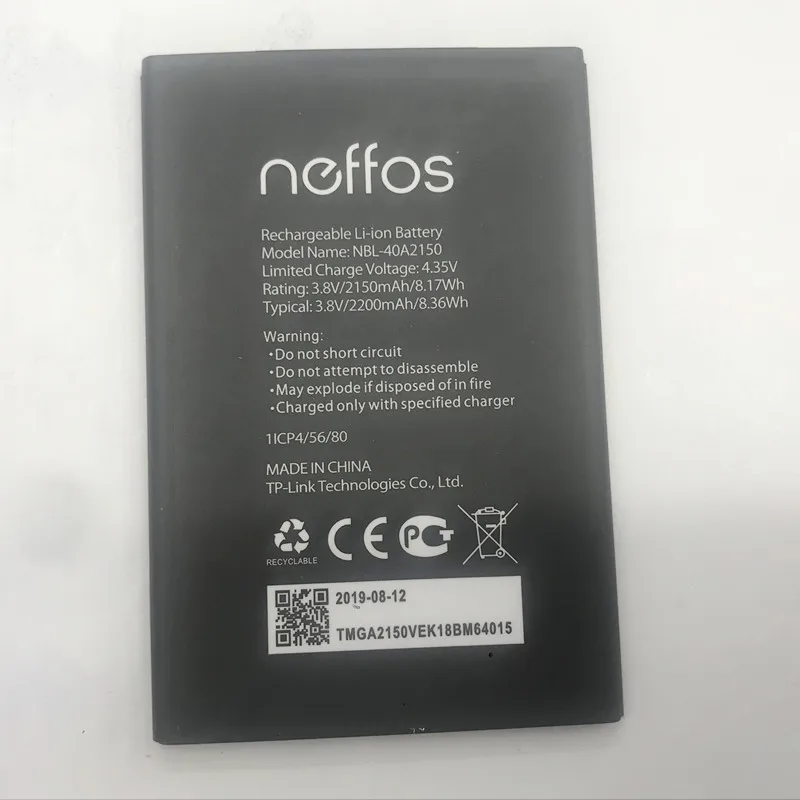 neffos
Rechargeable Li-ion Battery
Model Name: NBL-40A2150
Limited Charge Voltage: 4.35V
Rating: 3.8V/2150mAh/8.17Wh
Typical: 3.8V/2200mAh/8.36Wh
Warning:
•Do not short circuit
•Do not attempt to disassemble
•May explode if disposed of in fire
•Charged only with specified charger
1ICP4/56/80
MADE IN CHINA
TP-Link Technologies Co., Ltd.
CE PCT
RECYCLABLE
2019-08-12
TMGA2150VEK18BM64015